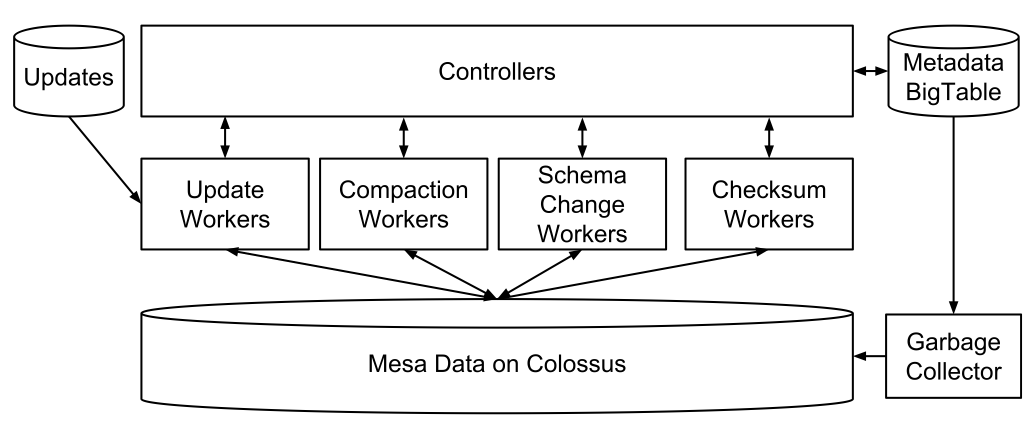 Updates
Controllers
Metadata
BigTable
Update
Workers
Compaction
Workers
Schema
Change
Workers
Checksum
Workers
Mesa Data on Colossus
Garbage
Collector